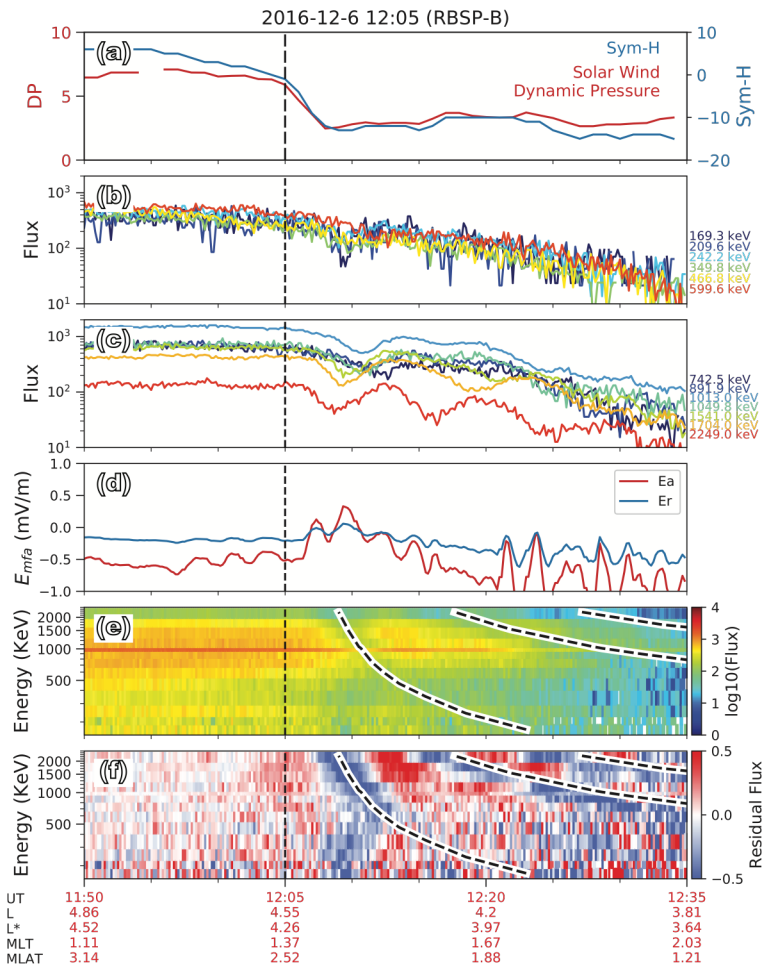 2016-12-6 12:05 (RBSP-B)
(a)
DP
10
5
0
Sym-H
Solar Wind
Dynamic Pressure
10
0
−10
−20
Sym-H
(b)
Flux
10³
10²
10¹
169.3 keV
209.6 keV
242.2 keV
349.8 keV
466.8 keV
599.6 keV
(c)
Flux
10³
10²
10¹
742.5 keV
891.9 keV
1013.0 keV
1049.8 keV
1541.0 keV
1704.0 keV
2249.0 keV
(d)
Emfa (mV/m)
1.0
0.5
0.0
−0.5
−1.0
Ea
Er
(e)
Energy (KeV)
2000
1500
1000
500
4
3
2
1
0
log10(Flux)
(f)
Energy (KeV)
2000
1500
1000
500
0.5
0.0
−0.5
Residual Flux
UT 11:50 12:05 12:20 12:35
L 4.86 4.55 4.2 3.81
L* 4.52 4.26 3.97 3.64
MLT 1.11 1.37 1.67 2.03
MLAT 3.14 2.52 1.88 1.21